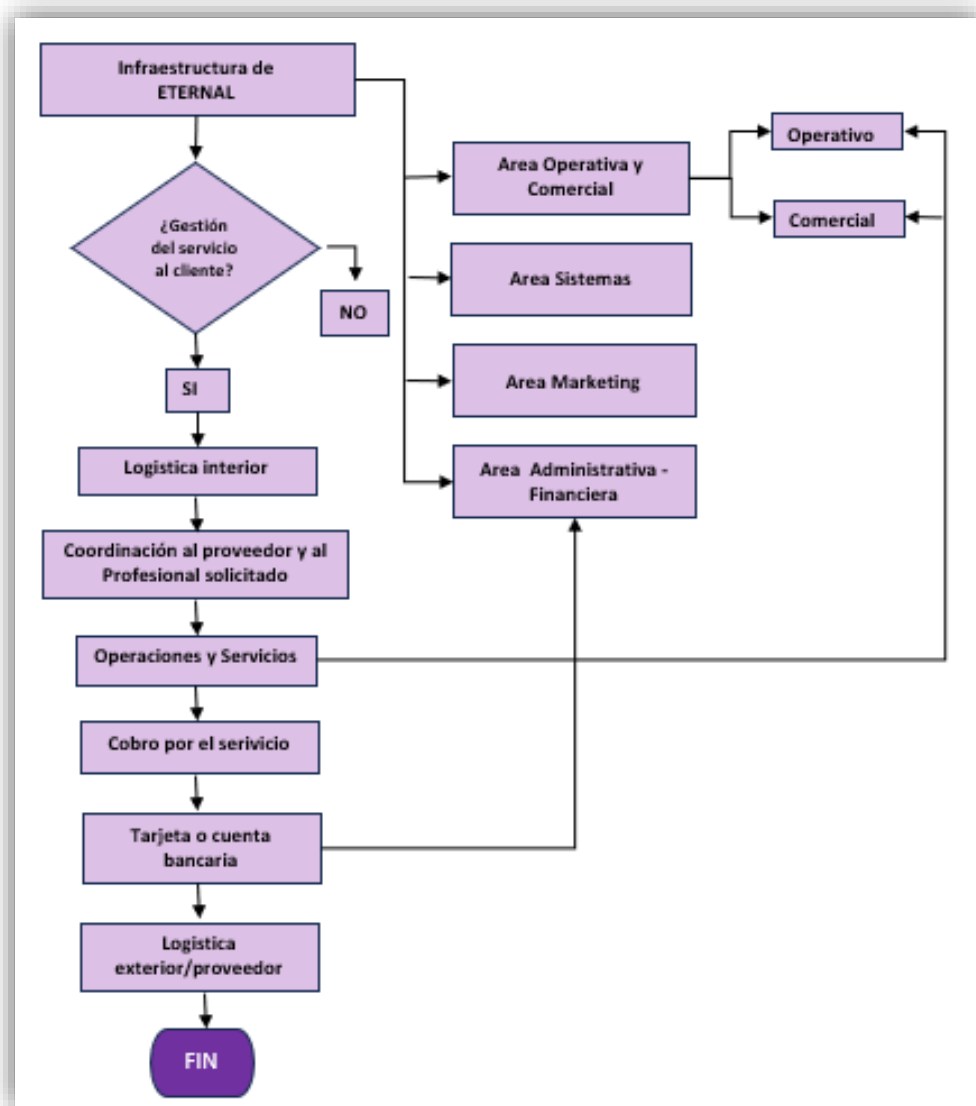 Infraestructura de
ETERNAL
¿Gestión
del servicio
al cliente?
NO
SI
Logistica interior
Coordinación al proveedor y al
Profesional solicitado
Operaciones y Servicios
Cobro por el serivicio
Tarjeta o cuenta
bancaria
Logistica
exterior/proveedor
FIN
Area Operativa y
Comercial
Area Sistemas
Area Marketing
Area Administrativa -
Financiera
Operativo
Comercial